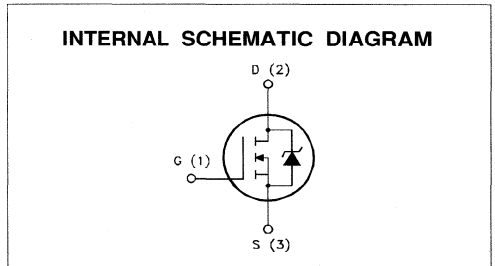 INTERNAL SCHEMATIC DIAGRAM
D (2)
G (1)
S (3)